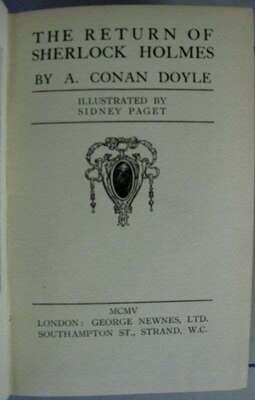 THE RETURN OF
SHERLOCK HOLMES
BY A. CONAN DOYLE
ILLUSTRATED BY
SIDNEY PAGET
MCMV
LONDON: GEORGE NEWNES, LTD.
SOUTHAMPTON ST., STRAND, W.C.